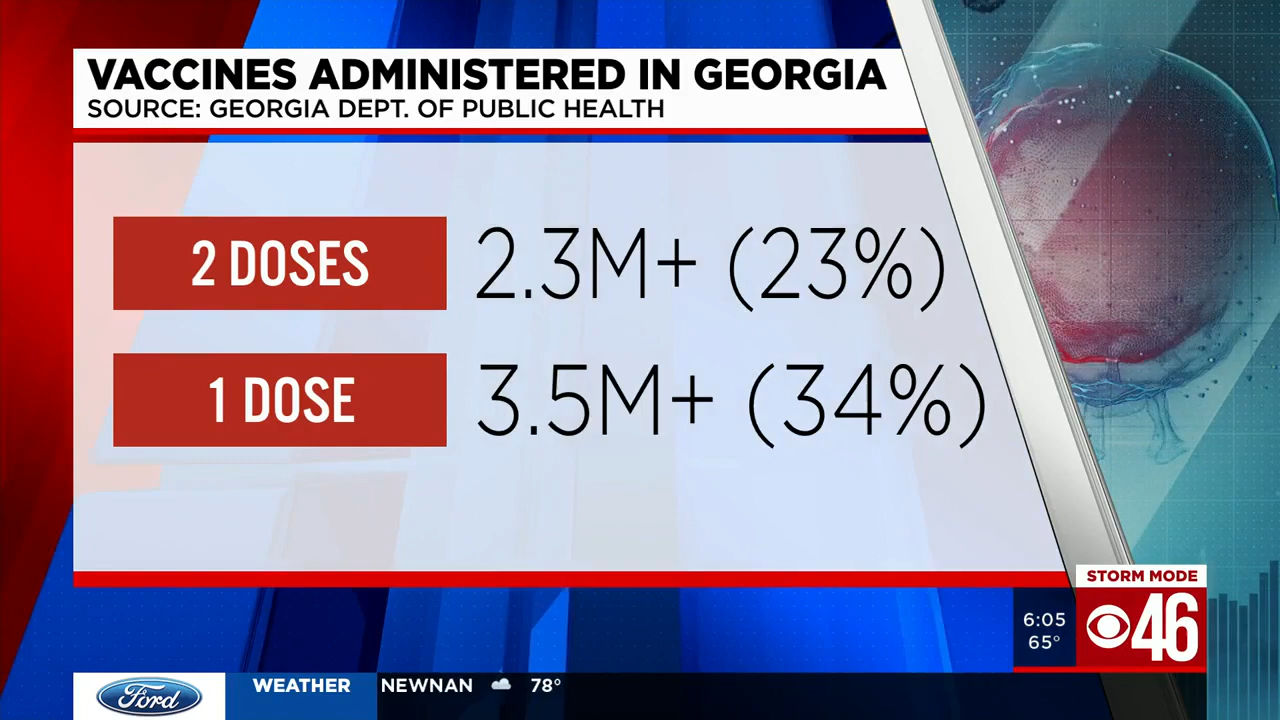 VACCINES ADMINISTERED IN GEORGIA
SOURCE: GEORGIA DEPT. OF PUBLIC HEALTH
2 DOSES 2.3M+ (23%)
1 DOSE 3.5M+ (34%)
STORM MODE
6:05
65°
46
Ford WEATHER NEWNAN 78°